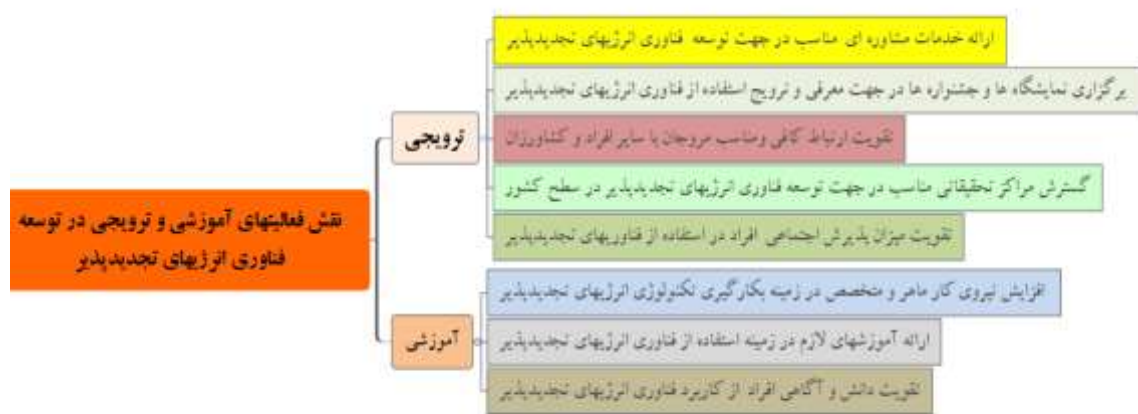 نقش فعالیتهای آموزشی و ترویجی در توسعه
فناوری انرژیهای تجدیدپذیر
ترویجی
ارائه خدمات مشاوره ای مناسب در جهت توسعه فناوری انرژیهای تجدیدپذیر
برگزاری نمایشگاه ها و جشنواره ها در جهت معرفی و ترویج استفاده از فناوری انرژیهای تجدیدپذیر
تقویت ارتباط کافی ومناسب مروجان با سایر افراد و کشاورزان
گسترش مراکز تحقیقاتی مناسب در جهت توسعه فناوری انرژیهای تجدیدپذیر در سطح کشور
تقویت میزان پذیرش اجتماعی افراد در استفاده از فناوریهای تجدیدپذیر
آموزشی
افزایش نیروی کار ماهر و متخصص در زمینه بکارگیری تکنولوژی انرژیهای تجدیدپذیر
ارائه آموزشهای لازم در زمینه استفاده از فناوری انرژیهای تجدیدپذیر
تقویت دانش و آگاهی افراد از کاربرد فناوری انرژیهای تجدیدپذیر